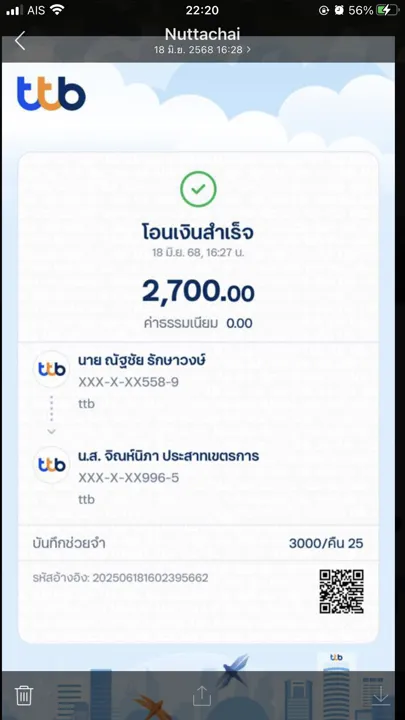 AIS 22:20 56%
Nuttachai
18 มิ.ย. 2568 16:28 >
ttb
โอนเงินสำเร็จ
18 มิ.ย. 68, 16:27 น.
2,700.00
ค่าธรรมเนียม 0.00
ttb
นาย ณัฐชัย รักษาวงษ์
XXX-X-XX558-9
ttb
ttb
น.ส. จิณห์นิภา ประสาทเขตรการ
XXX-X-XX996-5
ttb
บันทึกช่วยจำ 3000/คืน 25
รหัสอ้างอิง: 202506181602395662
ttb